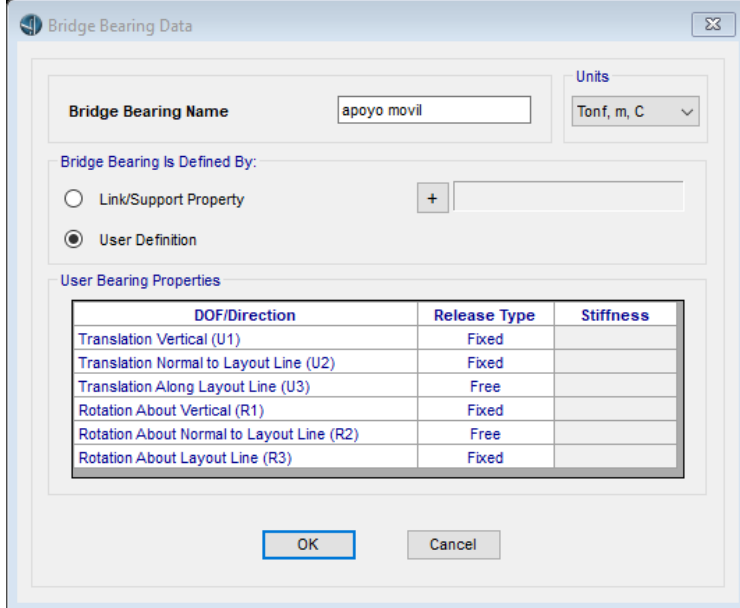 Bridge Bearing Data
Units
Bridge Bearing Name apoyo movil Tonf, m, C
Bridge Bearing Is Defined By:
Link/Support Property +
User Definition
User Bearing Properties
DOF/Direction Release Type Stiffness
Translation Vertical (U1) Fixed
Translation Normal to Layout Line (U2) Fixed
Translation Along Layout Line (U3) Free
Rotation About Vertical (R1) Fixed
Rotation About Normal to Layout Line (R2) Free
Rotation About Layout Line (R3) Fixed
OK Cancel